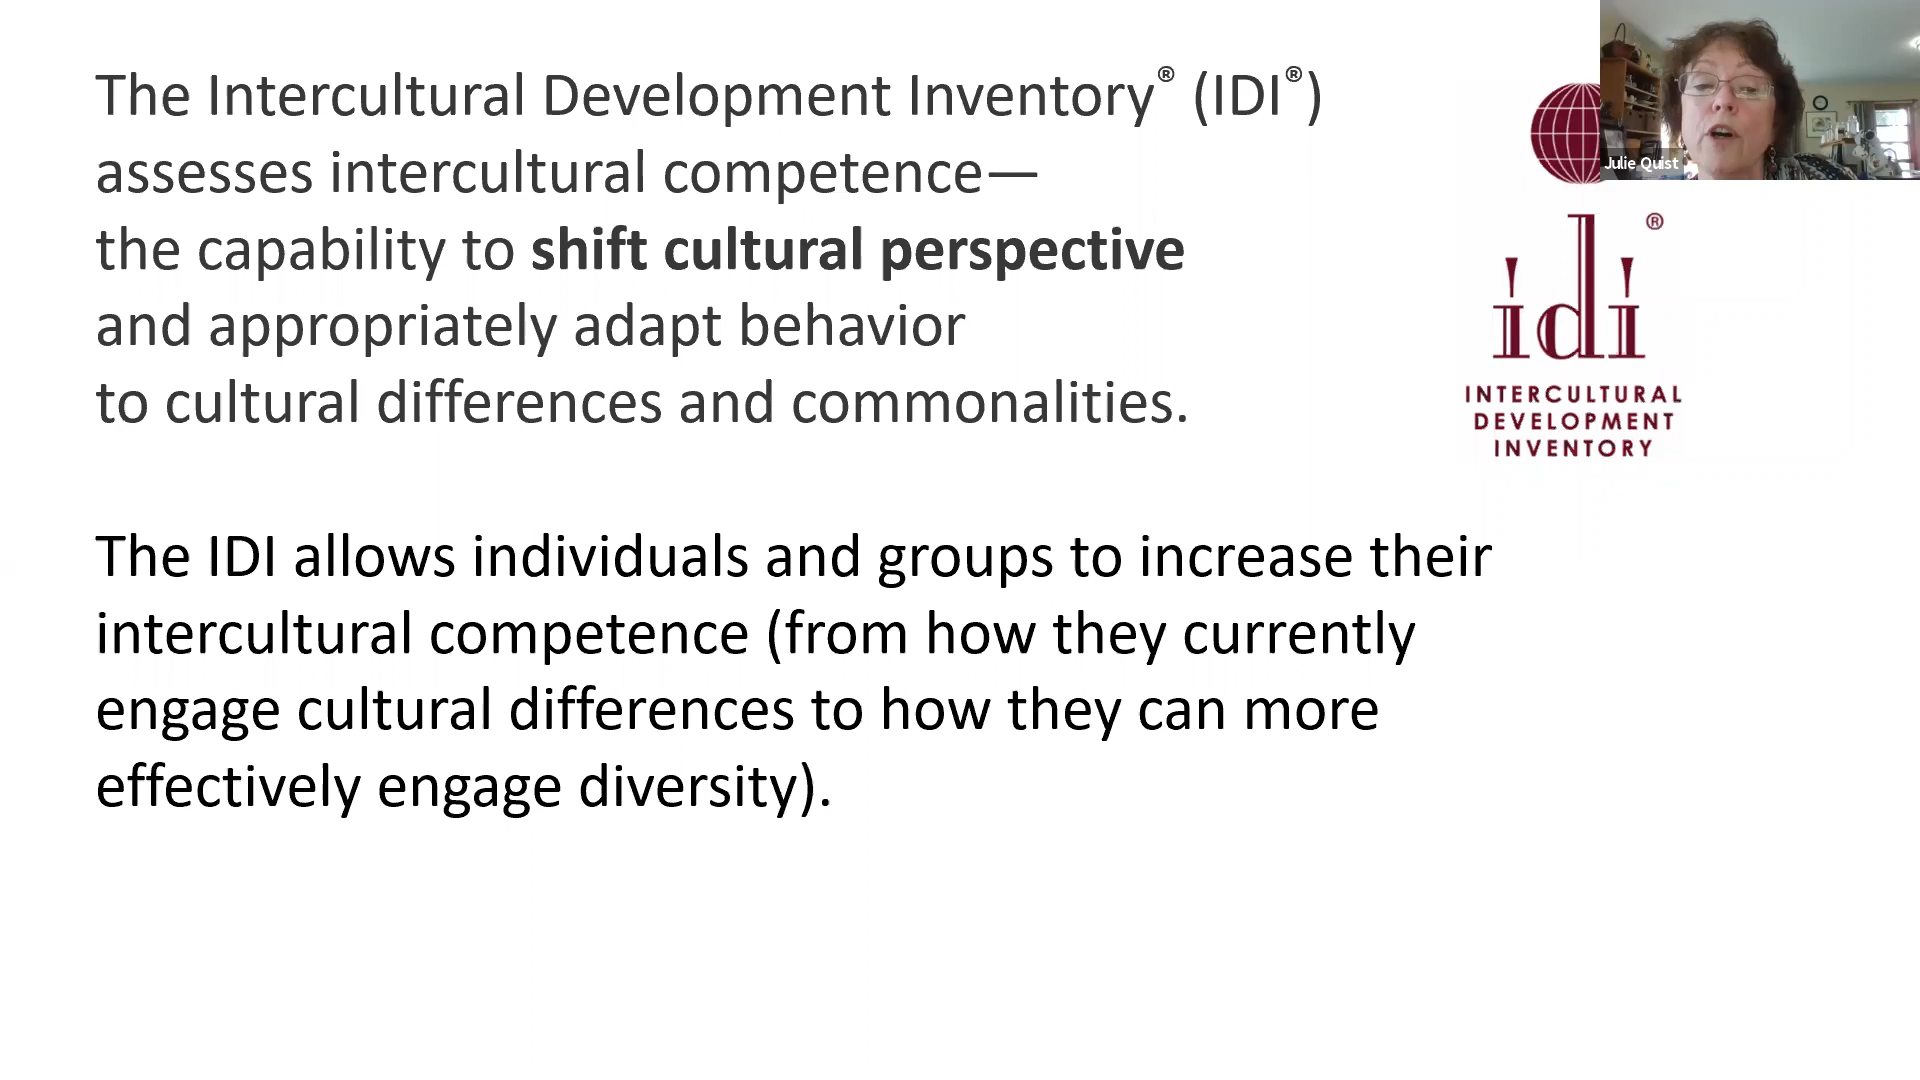 The Intercultural Development Inventory® (IDI®)
assesses intercultural competence—
the capability to shift cultural perspective
and appropriately adapt behavior
to cultural differences and commonalities.
The IDI allows individuals and groups to increase their
intercultural competence (from how they currently
engage cultural differences to how they can more
effectively engage diversity).
Julie Quist
idi®
INTERCULTURAL
DEVELOPMENT
INVENTORY